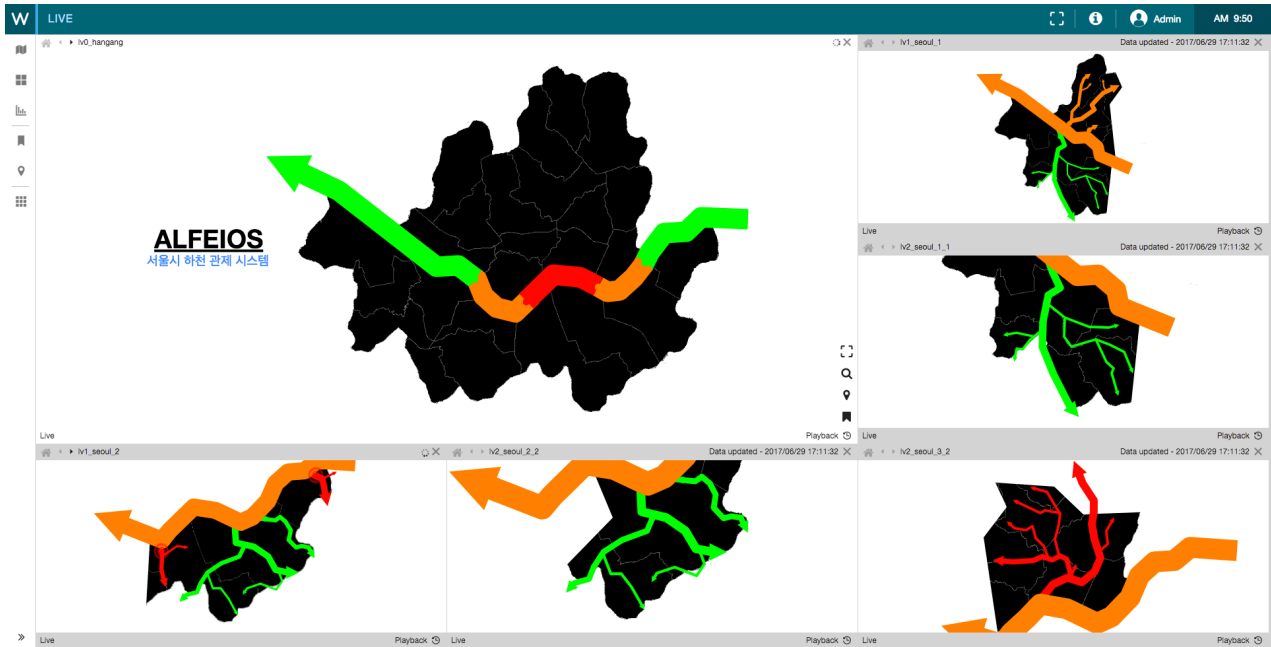 W LIVE Admin AM 9:50
lv0_hangang
ALFEIOS
서울시 하천 관제 시스템
Live Playback
lv1_seoul_1 Data updated - 2017/06/29 17:11:32
Live Playback
lv2_seoul_1_1 Data updated - 2017/06/29 17:11:32
Live Playback
lv1_seoul_2
Live Playback
lv2_seoul_2_2 Data updated - 2017/06/29 17:11:32
Live Playback
lv2_seoul_3_2 Data updated - 2017/06/29 17:11:32
Live Playback